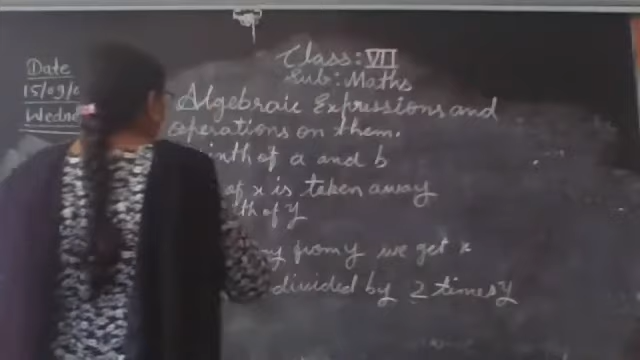 Class: VII
Sub: Maths
Date
15/09/
Wedn
Algebraic Expressions and
operations on them.
inth of a and b
of x is taken away
th of y
from y we get x
divided by 2 times y